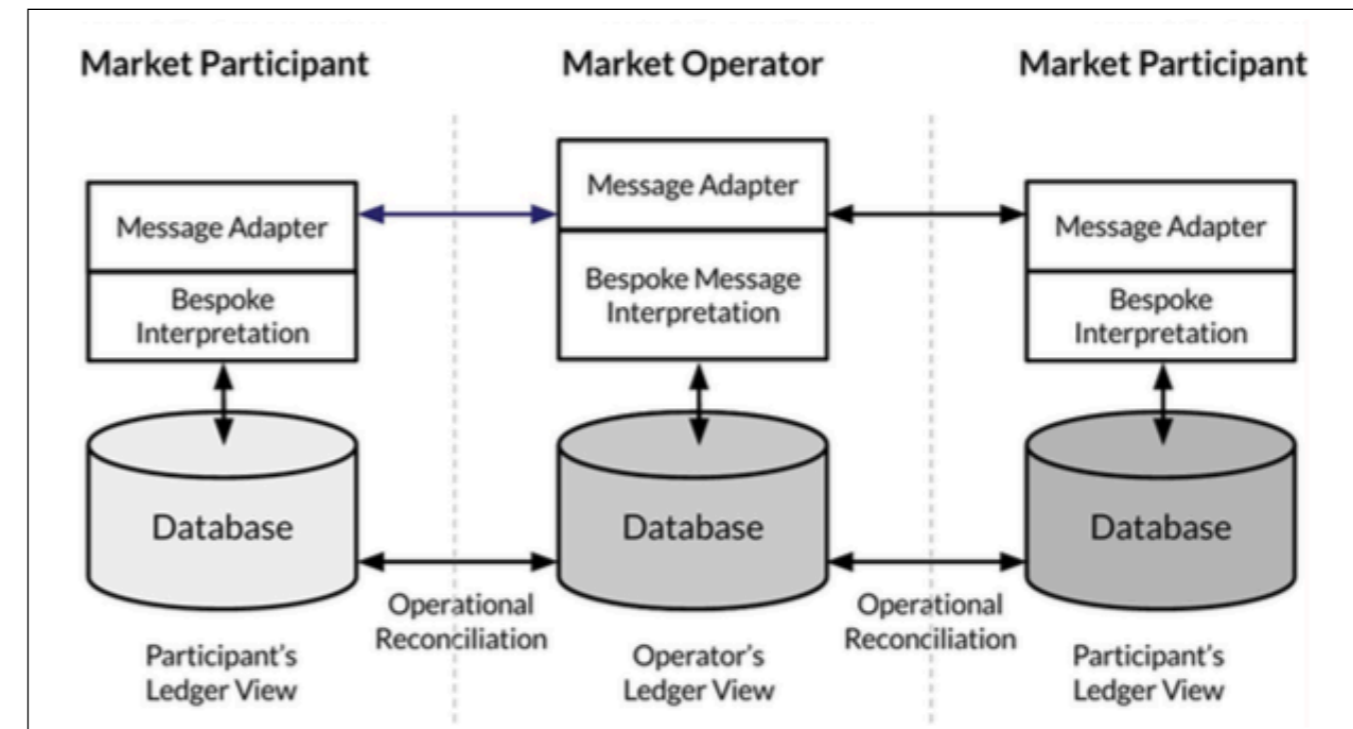 Market Participant
Market Operator
Market Participant
Message Adapter
Bespoke
Interpretation
Message Adapter
Bespoke Message
Interpretation
Message Adapter
Bespoke
Interpretation
Database
Database
Database
Operational
Reconciliation
Operational
Reconciliation
Participant's
Ledger View
Operator's
Ledger View
Participant's
Ledger View